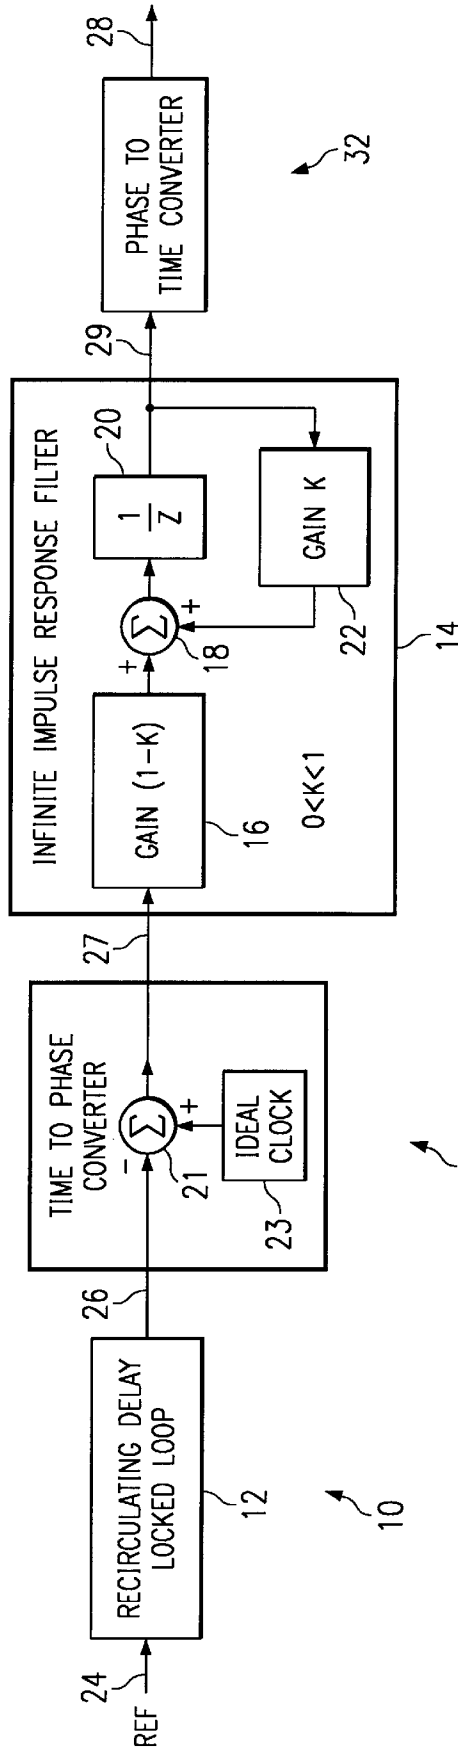 REF
24
RECIRCULATING DELAY
LOCKED LOOP
12
10
26
TIME TO PHASE
CONVERTER
-
Σ
+
21
IDEAL
CLOCK
23
27
INFINITE IMPULSE RESPONSE FILTER
GAIN (1-K)
16
+
Σ
+
18
1
Z
20
GAIN K
22
0<K<1
14
29
PHASE TO
TIME CONVERTER
28
32